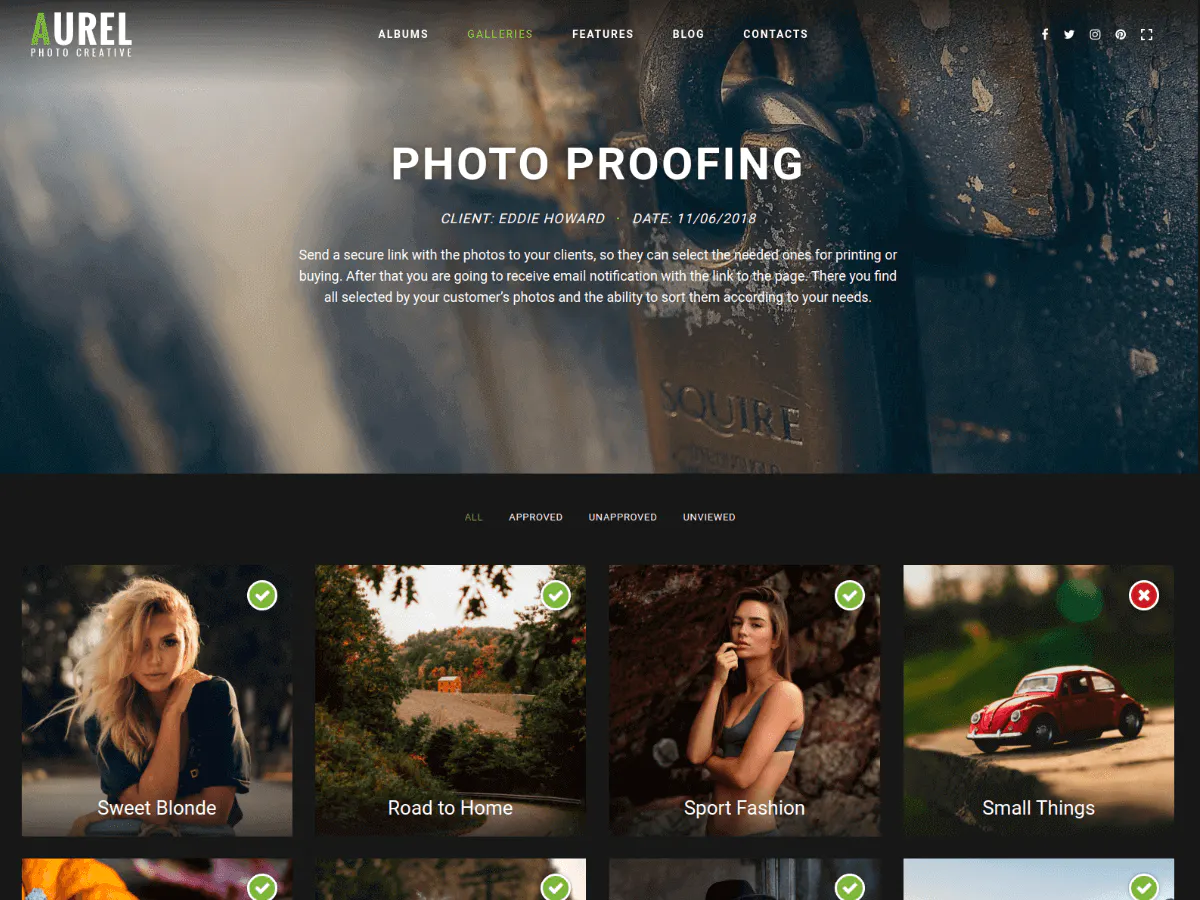 AUREL
PHOTO CREATIVE
ALBUMS GALLERIES FEATURES BLOG CONTACTS
PHOTO PROOFING
CLIENT: EDDIE HOWARD · DATE: 11/06/2018
Send a secure link with the photos to your clients, so they can select the needed ones for printing or
buying. After that you are going to receive email notification with the link to the page. There you find
all selected by your customer's photos and the ability to sort them according to your needs.
SQUIRE
ALL APPROVED UNAPPROVED UNVIEWED
Sweet Blonde
Road to Home
Sport Fashion
Small Things